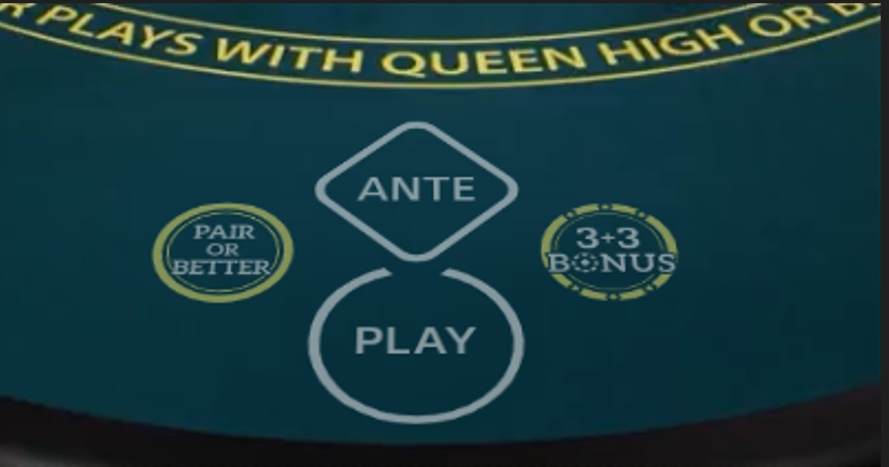 PLAYS WITH QUEEN HIGH OR
ANTE
PAIR
OR
BETTER
3+3
BONUS
PLAY